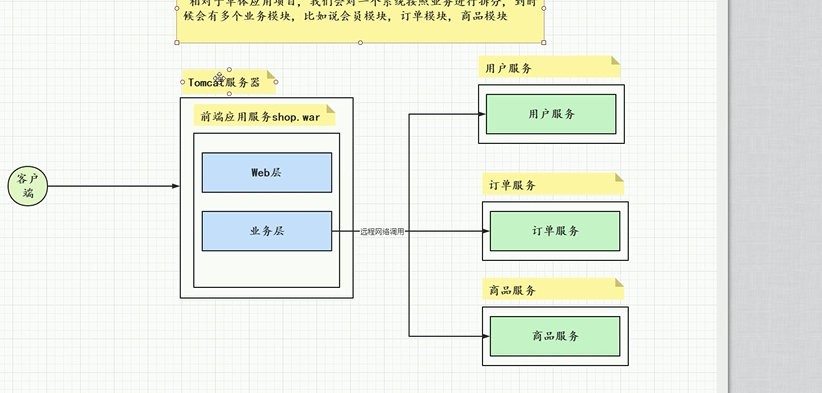 相对于单体应用项目, 我们会对一个系统按照业务进行拆分, 到时
候会有多个业务模块, 比如说会员模块, 订单模块, 商品模块
Tomcat服务器
用户服务
前端应用服务shop.war
用户服务
客户
端
Web层
订单服务
业务层
远程网络调用
订单服务
商品服务
商品服务